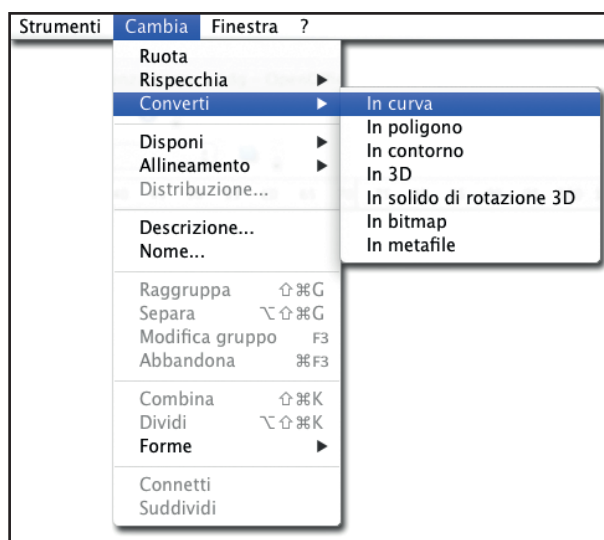 Strumenti Cambia Finestra ?
Ruota
Rispecchia
Converti
Disponi
Allineamento
Distribuzione...
Descrizione...
Nome...
Raggruppa ⇧⌘G
Separa ⌥⇧⌘G
Modifica gruppo F3
Abbandona ⌘F3
Combina ⇧⌘K
Dividi ⌥⇧⌘K
Forme
Connetti
Suddividi
In curva
In poligono
In contorno
In 3D
In solido di rotazione 3D
In bitmap
In metafile